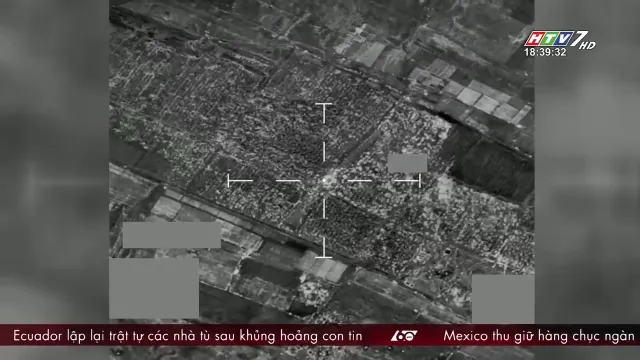 HTV7 HD
18:39:32
Ecuador lập lại trật tự các nhà tù sau khủng hoảng con tin
60
Mexico thu giữ hàng chục ngàn